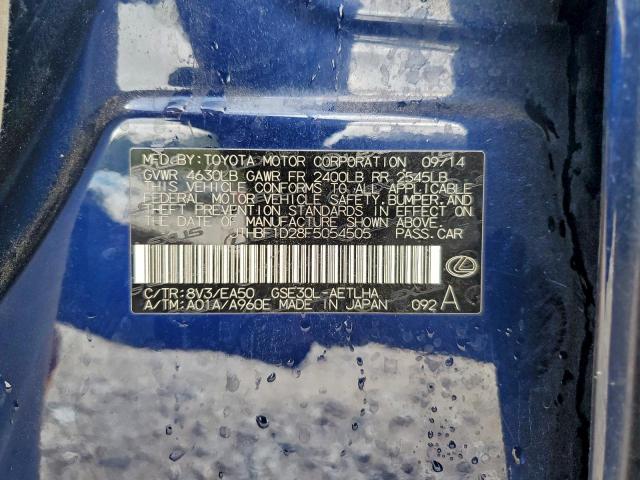 MFD. BY: TOYOTA MOTOR CORPORATION 09/14
GVWR 4630LB GAWR FR 2400LB RR 2545LB
THIS VEHICLE CONFORMS TO ALL APPLICABLE
FEDERAL MOTOR VEHICLE SAFETY, BUMPER, AND
THEFT PREVENTION STANDARDS IN EFFECT ON
THE DATE OF MANUFACTURE SHOWN ABOVE.
JTHBF1D28F5054505 PASS.CAR
C/TR: 8V3/EA50 GSE30L-AETLHA
A/TM: A01A/A960E MADE IN JAPAN 092 A